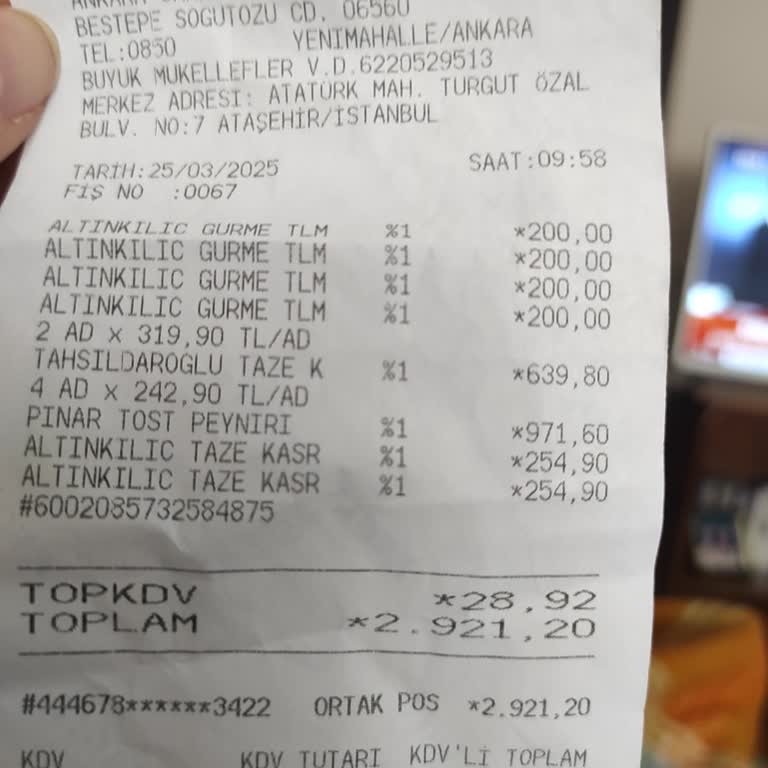 BESTEPE SOGUTOZU CD. 06560
TEL:0850 YENIMAHALLE/ANKARA
BUYUK MUKELLEFLER V.D.6220529513
MERKEZ ADRESI: ATATÜRK MAH. TURGUT ÖZAL
BULV. NO:7 ATAŞEHİR/İSTANBUL
TARİH:25/03/2025 SAAT:09:58
FİŞ NO :0067
ALTINKILIC GURME TLM %1 *200,00
ALTINKILIC GURME TLM %1 *200,00
ALTINKILIC GURME TLM %1 *200,00
ALTINKILIC GURME TLM %1 *200,00
2 AD x 319,90 TL/AD
TAHSILDAROGLU TAZE K %1 *639,80
4 AD x 242,90 TL/AD
PINAR TOST PEYNIRI %1 *971,60
ALTINKILIC TAZE KASR %1 *254,90
ALTINKILIC TAZE KASR %1 *254,90
#6002085732584875
TOPKDV *28,92
TOPLAM *2.921,20
#444678******3422 ORTAK POS *2.921,20
KDV KDV TUTARI KDV'Lİ TOPLAM